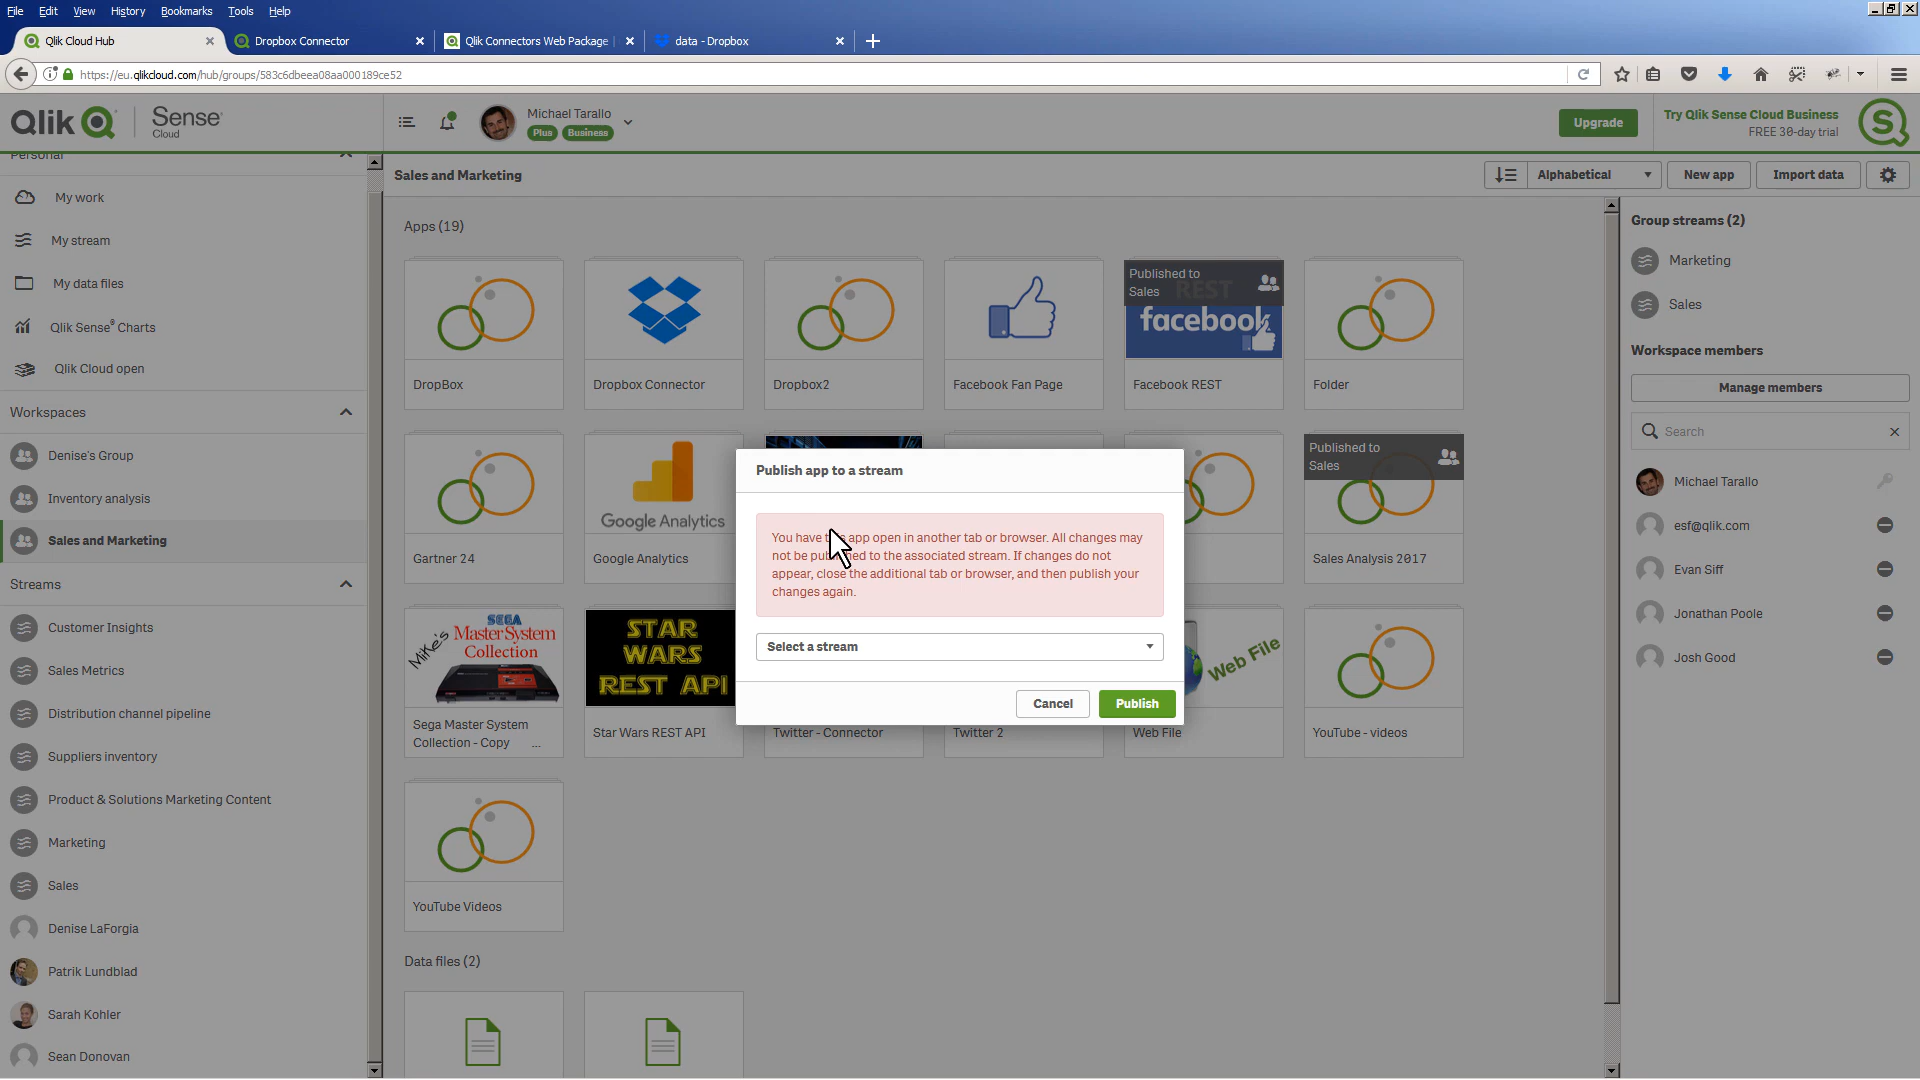 File Edit View History Bookmarks Tools Help
Qlik Cloud Hub
Dropbox Connector
Qlik Connectors Web Package
data - Dropbox
https://eu.qlikcloud.com/hub/groups/583c6dbeea08aa000189ce52
Qlik
Sense
Cloud
Michael Tarallo
Plus Business
Upgrade
Try Qlik Sense Cloud Business
FREE 30-day trial
Personal
My work
My stream
My data files
Qlik Sense® Charts
Qlik Cloud open
Workspaces
Denise's Group
Inventory analysis
Sales and Marketing
Streams
Customer Insights
Sales Metrics
Distribution channel pipeline
Suppliers inventory
Product & Solutions Marketing Content
Marketing
Sales
Denise LaForgia
Patrik Lundblad
Sarah Kohler
Sean Donovan
Sales and Marketing
Alphabetical
New app
Import data
Apps (19)
DropBox
Dropbox Connector
Dropbox2
Facebook Fan Page
Published to
Sales
REST
facebook
Facebook REST
Folder
Gartner 24
Google Analytics
Google Analytics
Published to
Sales
Sales Analysis 2017
Mike's
SEGA
Master System
Collection
Sega Master System
Collection - Copy ...
STAR
WARS
REST API
Star Wars REST API
Twitter - Connector
Twitter 2
Web File
Web File
YouTube - videos
YouTube Videos
Data files (2)
Publish app to a stream
You have this app open in another tab or browser. All changes may
not be published to the associated stream. If changes do not
appear, close the additional tab or browser, and then publish your
changes again.
Select a stream
Cancel
Publish
Group streams (2)
Marketing
Sales
Workspace members
Manage members
Search
Michael Tarallo
esf@qlik.com
Evan Siff
Jonathan Poole
Josh Good